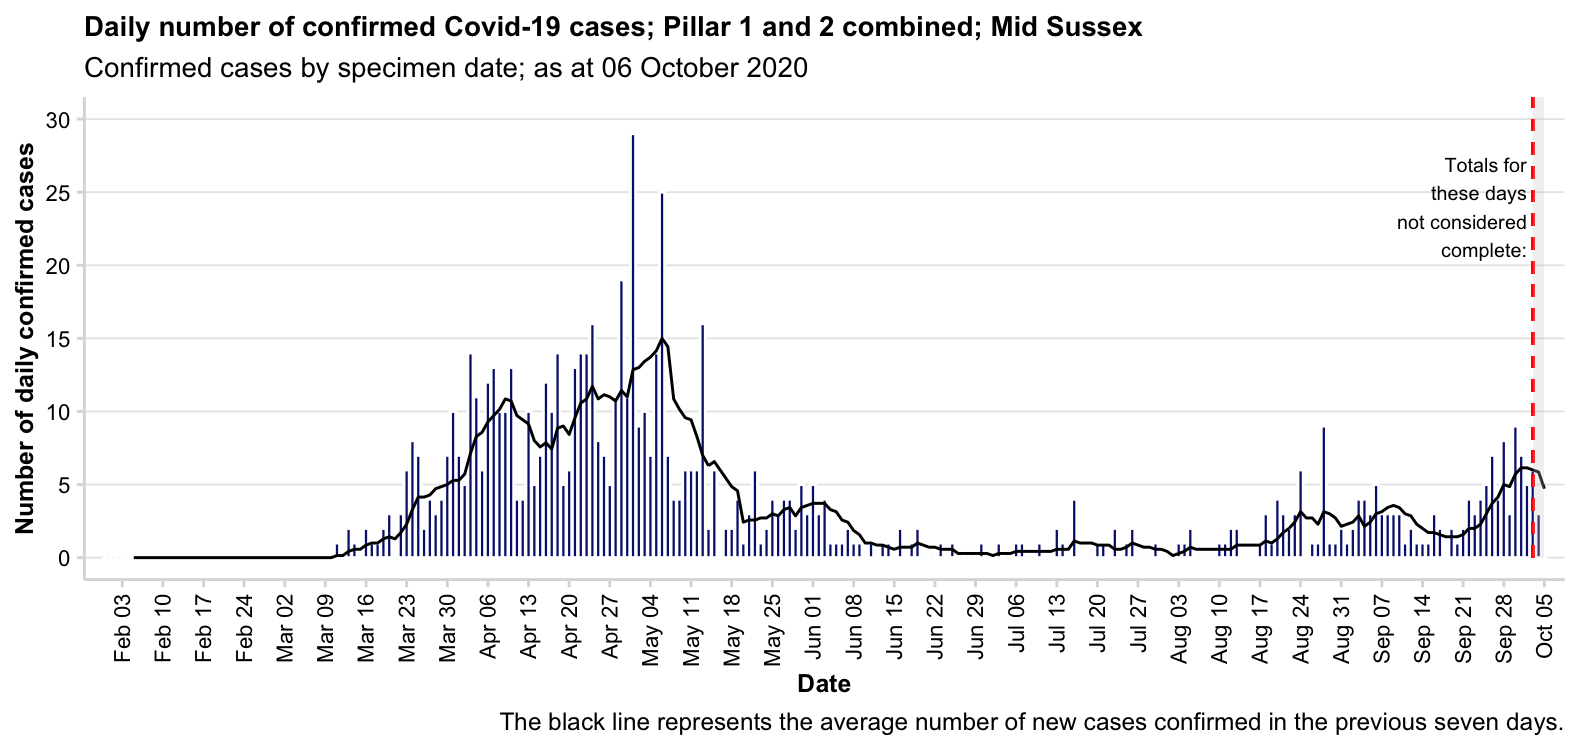 Daily number of confirmed Covid-19 cases; Pillar 1 and 2 combined; Mid Sussex
Confirmed cases by specimen date; as at 06 October 2020
Number of daily confirmed cases
30
25
20
15
10
5
0
Totals for
these days
not considered
complete:
Feb 03
Feb 10
Feb 17
Feb 24
Mar 02
Mar 09
Mar 16
Mar 23
Mar 30
Apr 06
Apr 13
Apr 20
Apr 27
May 04
May 11
May 18
May 25
Jun 01
Jun 08
Jun 15
Jun 22
Jun 29
Jul 06
Jul 13
Jul 20
Jul 27
Aug 03
Aug 10
Aug 17
Aug 24
Aug 31
Sep 07
Sep 14
Sep 21
Sep 28
Oct 05
Date
The black line represents the average number of new cases confirmed in the previous seven days.